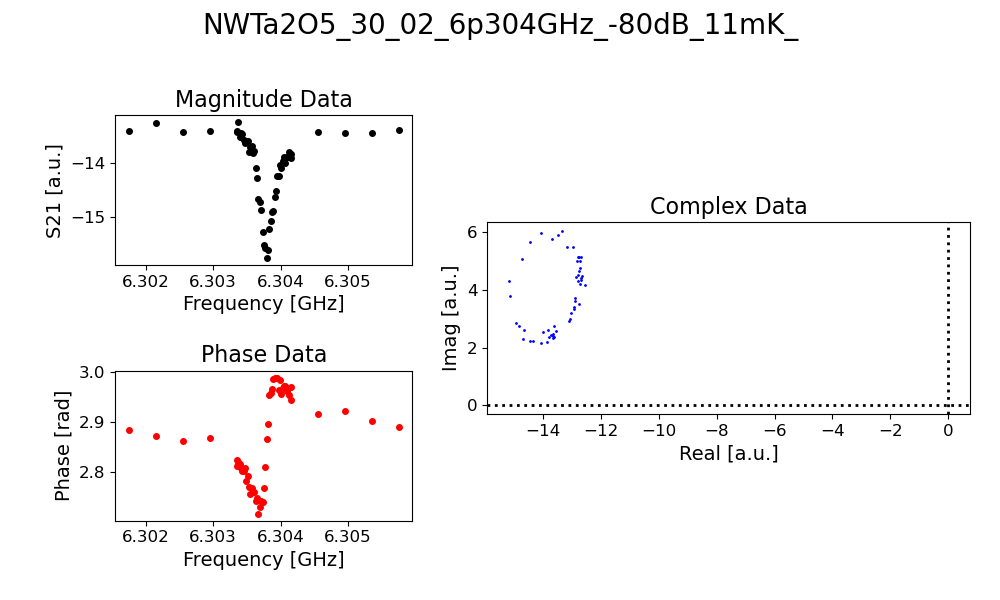 NWTa2O5_30_02_6p304GHz_-80dB_11mK_
Magnitude Data
S21 [a.u.]
−14
−15
6.302 6.303 6.304 6.305
Frequency [GHz]
Phase Data
Phase [rad]
3.0
2.9
2.8
6.302 6.303 6.304 6.305
Frequency [GHz]
Complex Data
Imag [a.u.]
6
4
2
0
−14 −12 −10 −8 −6 −4 −2 0
Real [a.u.]